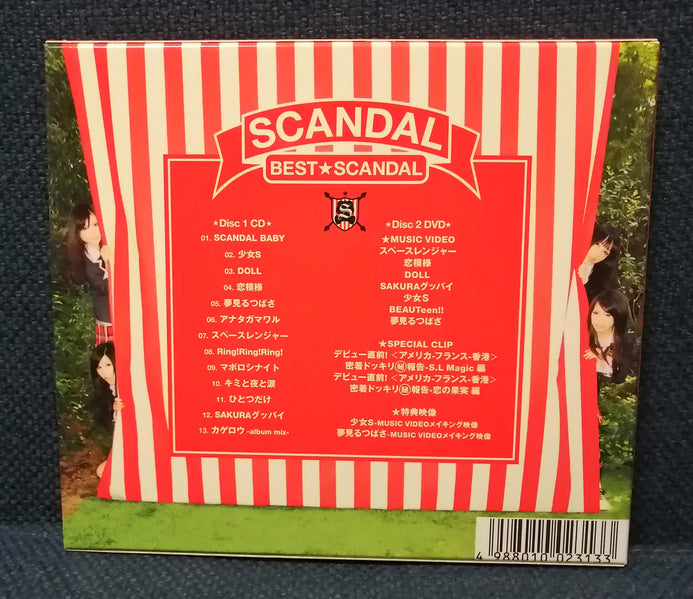 SCANDAL
BEST★SCANDAL
S
★Disc 1 CD★
01. SCANDAL BABY
02. 少女S
03. DOLL
04. 恋模様
05. 夢見るつばさ
06. アナタガマワル
07. スペースレンジャー
08. Ring!Ring!Ring!
09. マボロシナイト
10. キミと夜と涙
11. ひとつだけ
12. SAKURAグッバイ
13. カゲロウ -album mix-
★Disc 2 DVD★
★MUSIC VIDEO
スペースレンジャー
恋模様
DOLL
SAKURAグッバイ
少女S
BEAUTeen!!
夢見るつばさ
★SPECIAL CLIP
デビュー直前!<アメリカ・フランス・香港>
密着ドッキリ㊙報告-S.L Magic 編
デビュー直前!<アメリカ・フランス・香港>
密着ドッキリ㊙報告-恋の果実 編
★特典映像
少女S-MUSIC VIDEOメイキング映像
夢見るつばさ-MUSIC VIDEOメイキング映像
4 988010 023133